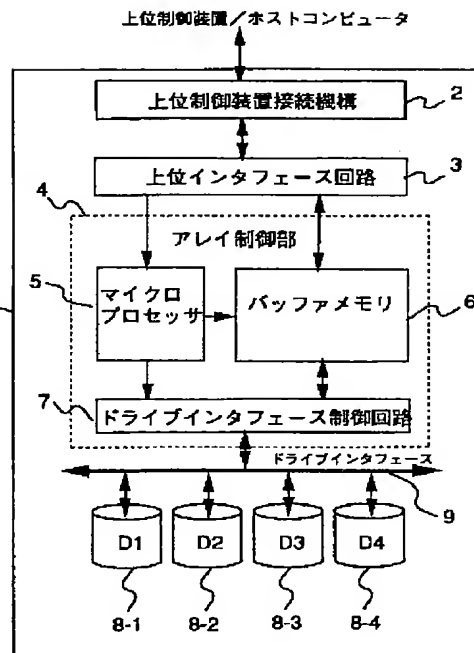 上位制御装置／ホストコンピュータ
上位制御装置接続機構
2
上位インタフェース回路
3
4
アレイ制御部
5
マイクロ
プロセッサ
バッファメモリ
6
7
ドライブインタフェース制御回路
ドライブインタフェース
9
D1
D2
D3
D4
8-1
8-2
8-3
8-4